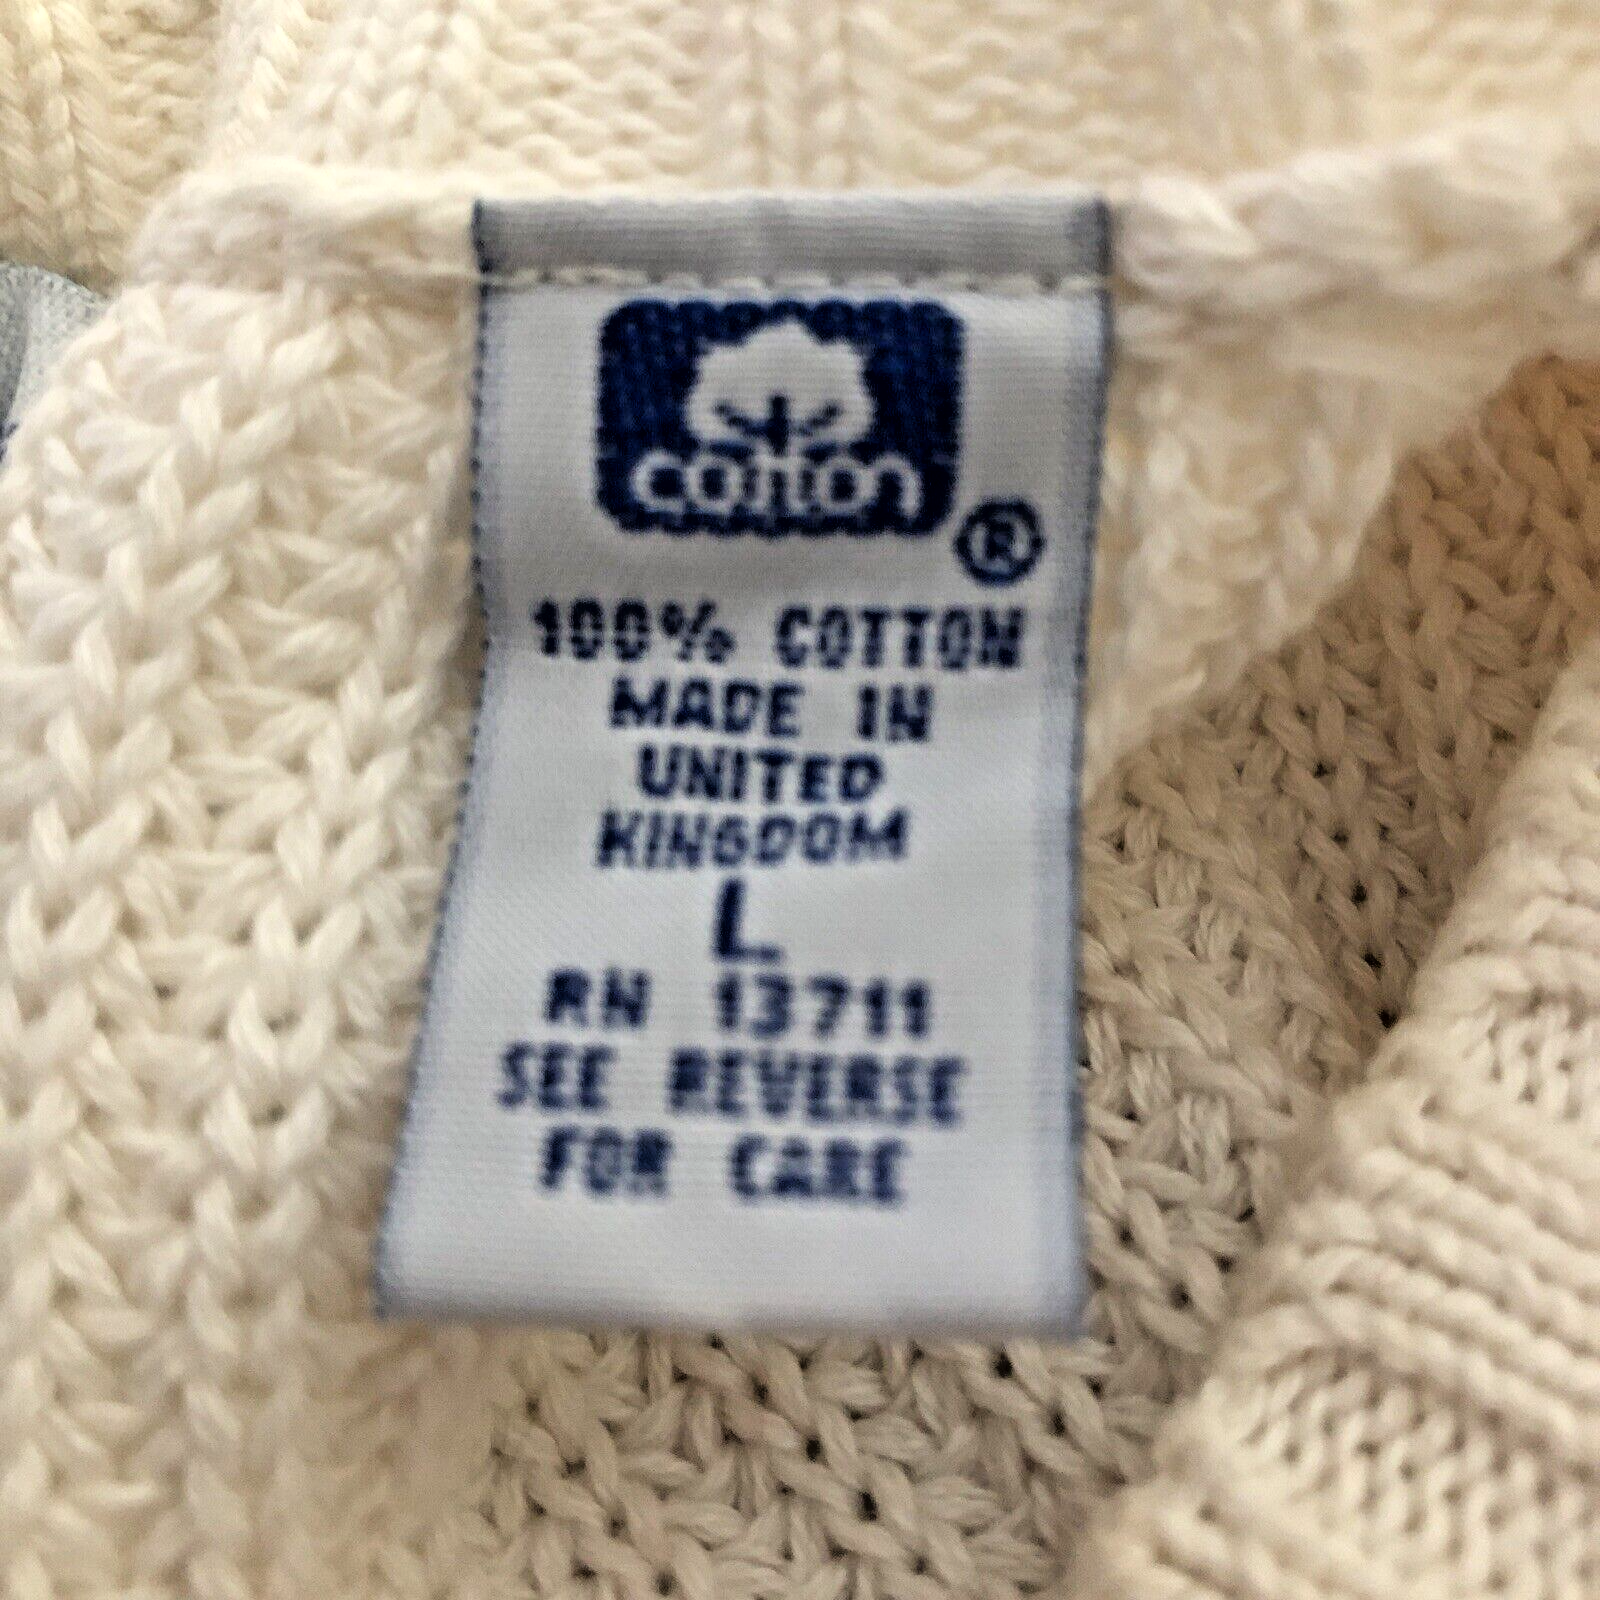 COTTON
®
100% COTTON
MADE IN
UNITED
KINGDOM
L
RN 13711
SEE REVERSE
FOR CARE